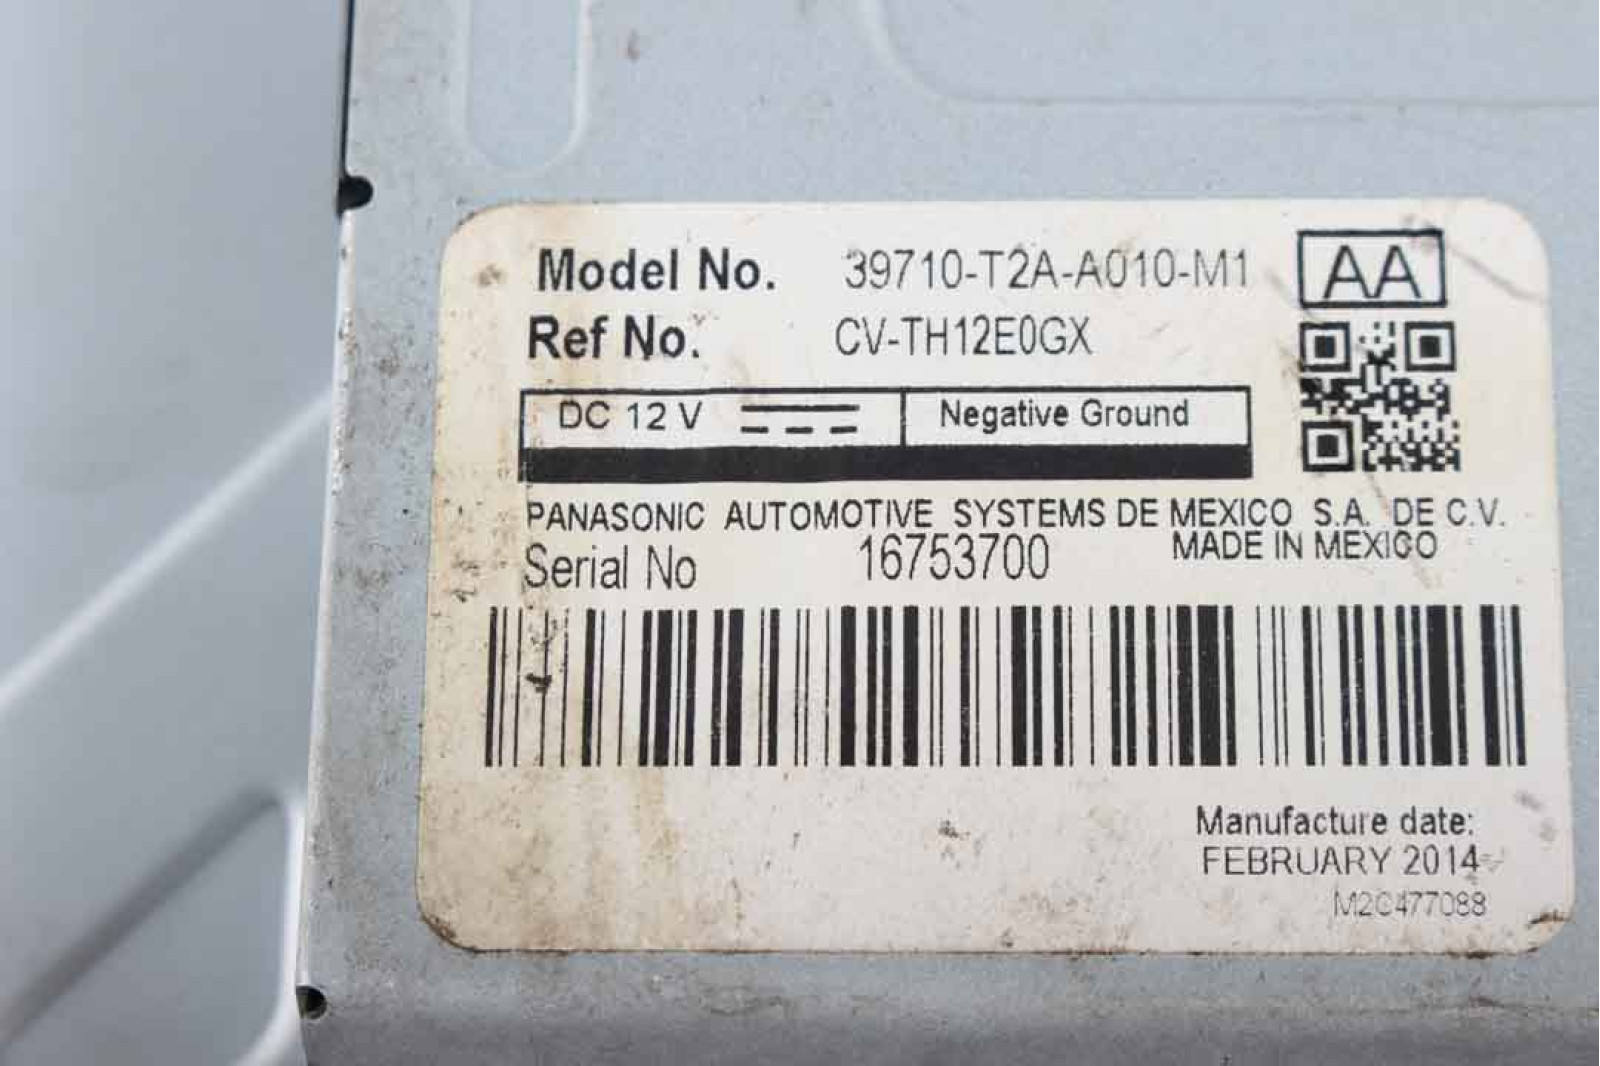 Model No. 39710-T2A-A010-M1 AA
Ref No. CV-TH12E0GX
DC 12 V Negative Ground
PANASONIC AUTOMOTIVE SYSTEMS DE MEXICO S.A. DE C.V.
MADE IN MEXICO
Serial No 16753700
Manufacture date:
FEBRUARY 2014
M2C477088